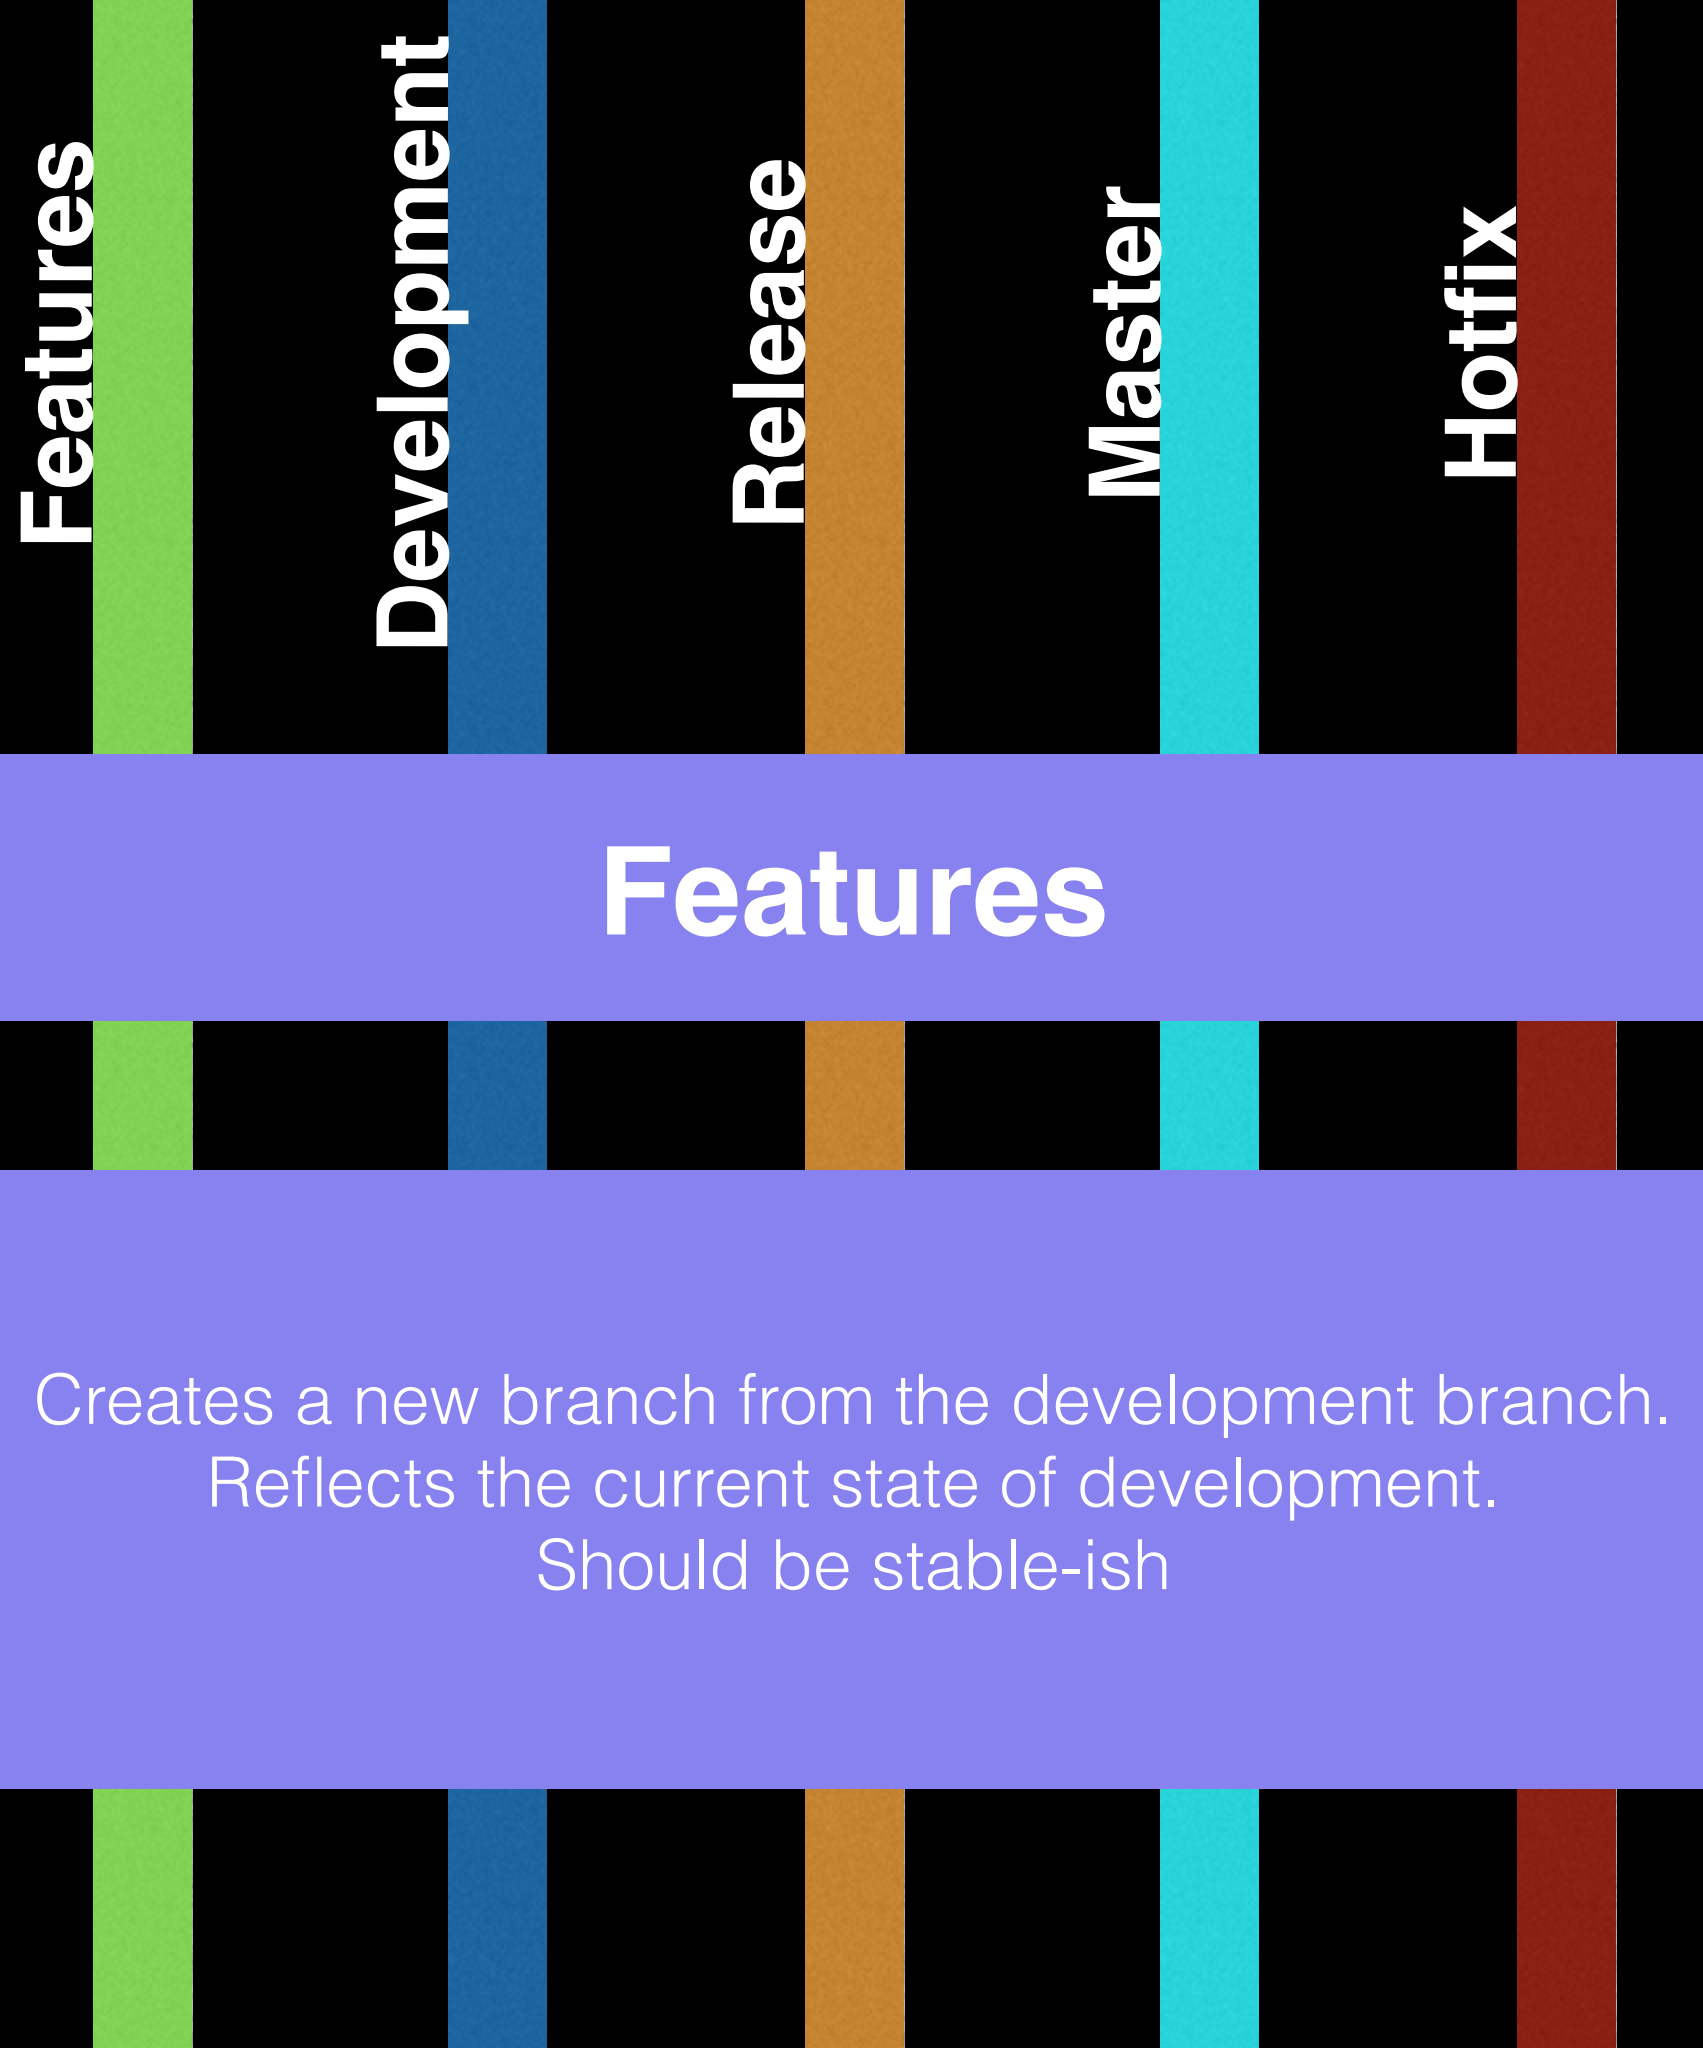 Features
Development
Release
Master
Hotfix
Features
Creates a new branch from the development branch.
Reflects the current state of development.
Should be stable-ish